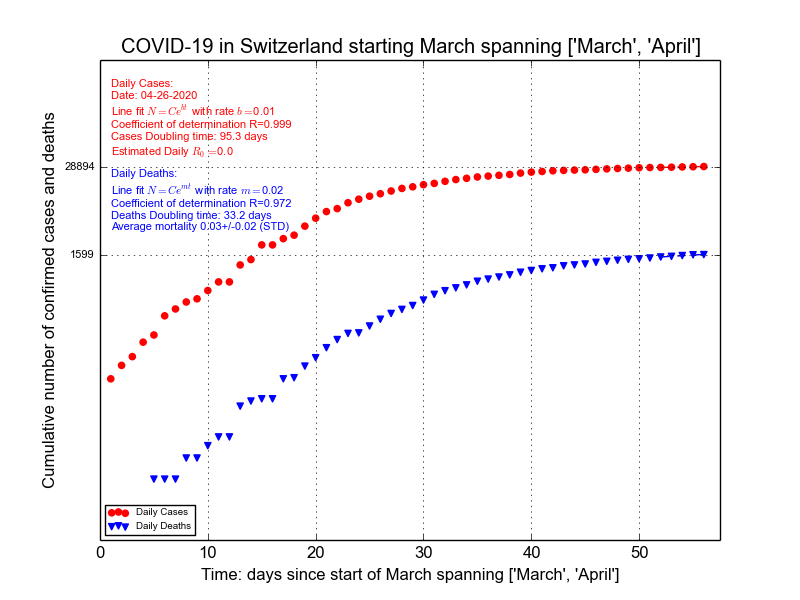 COVID-19 in Switzerland starting March spanning ['March', 'April']
Daily Cases:
Date: 04-26-2020
Line fit N=Ce^{bt} with rate b=0.01
Coefficient of determination R=0.999
Cases Doubling time: 95.3 days
Estimated Daily R_0=0.0
Daily Deaths:
Line fit N=Ce^{mt} with rate m=0.02
Coefficient of determination R=0.972
Deaths Doubling time: 33.2 days
Average mortality 0.03+/-0.02 (STD)
28894
1599
Cumulative number of confirmed cases and deaths
Daily Cases
Daily Deaths
0 10 20 30 40 50
Time: days since start of March spanning ['March', 'April']